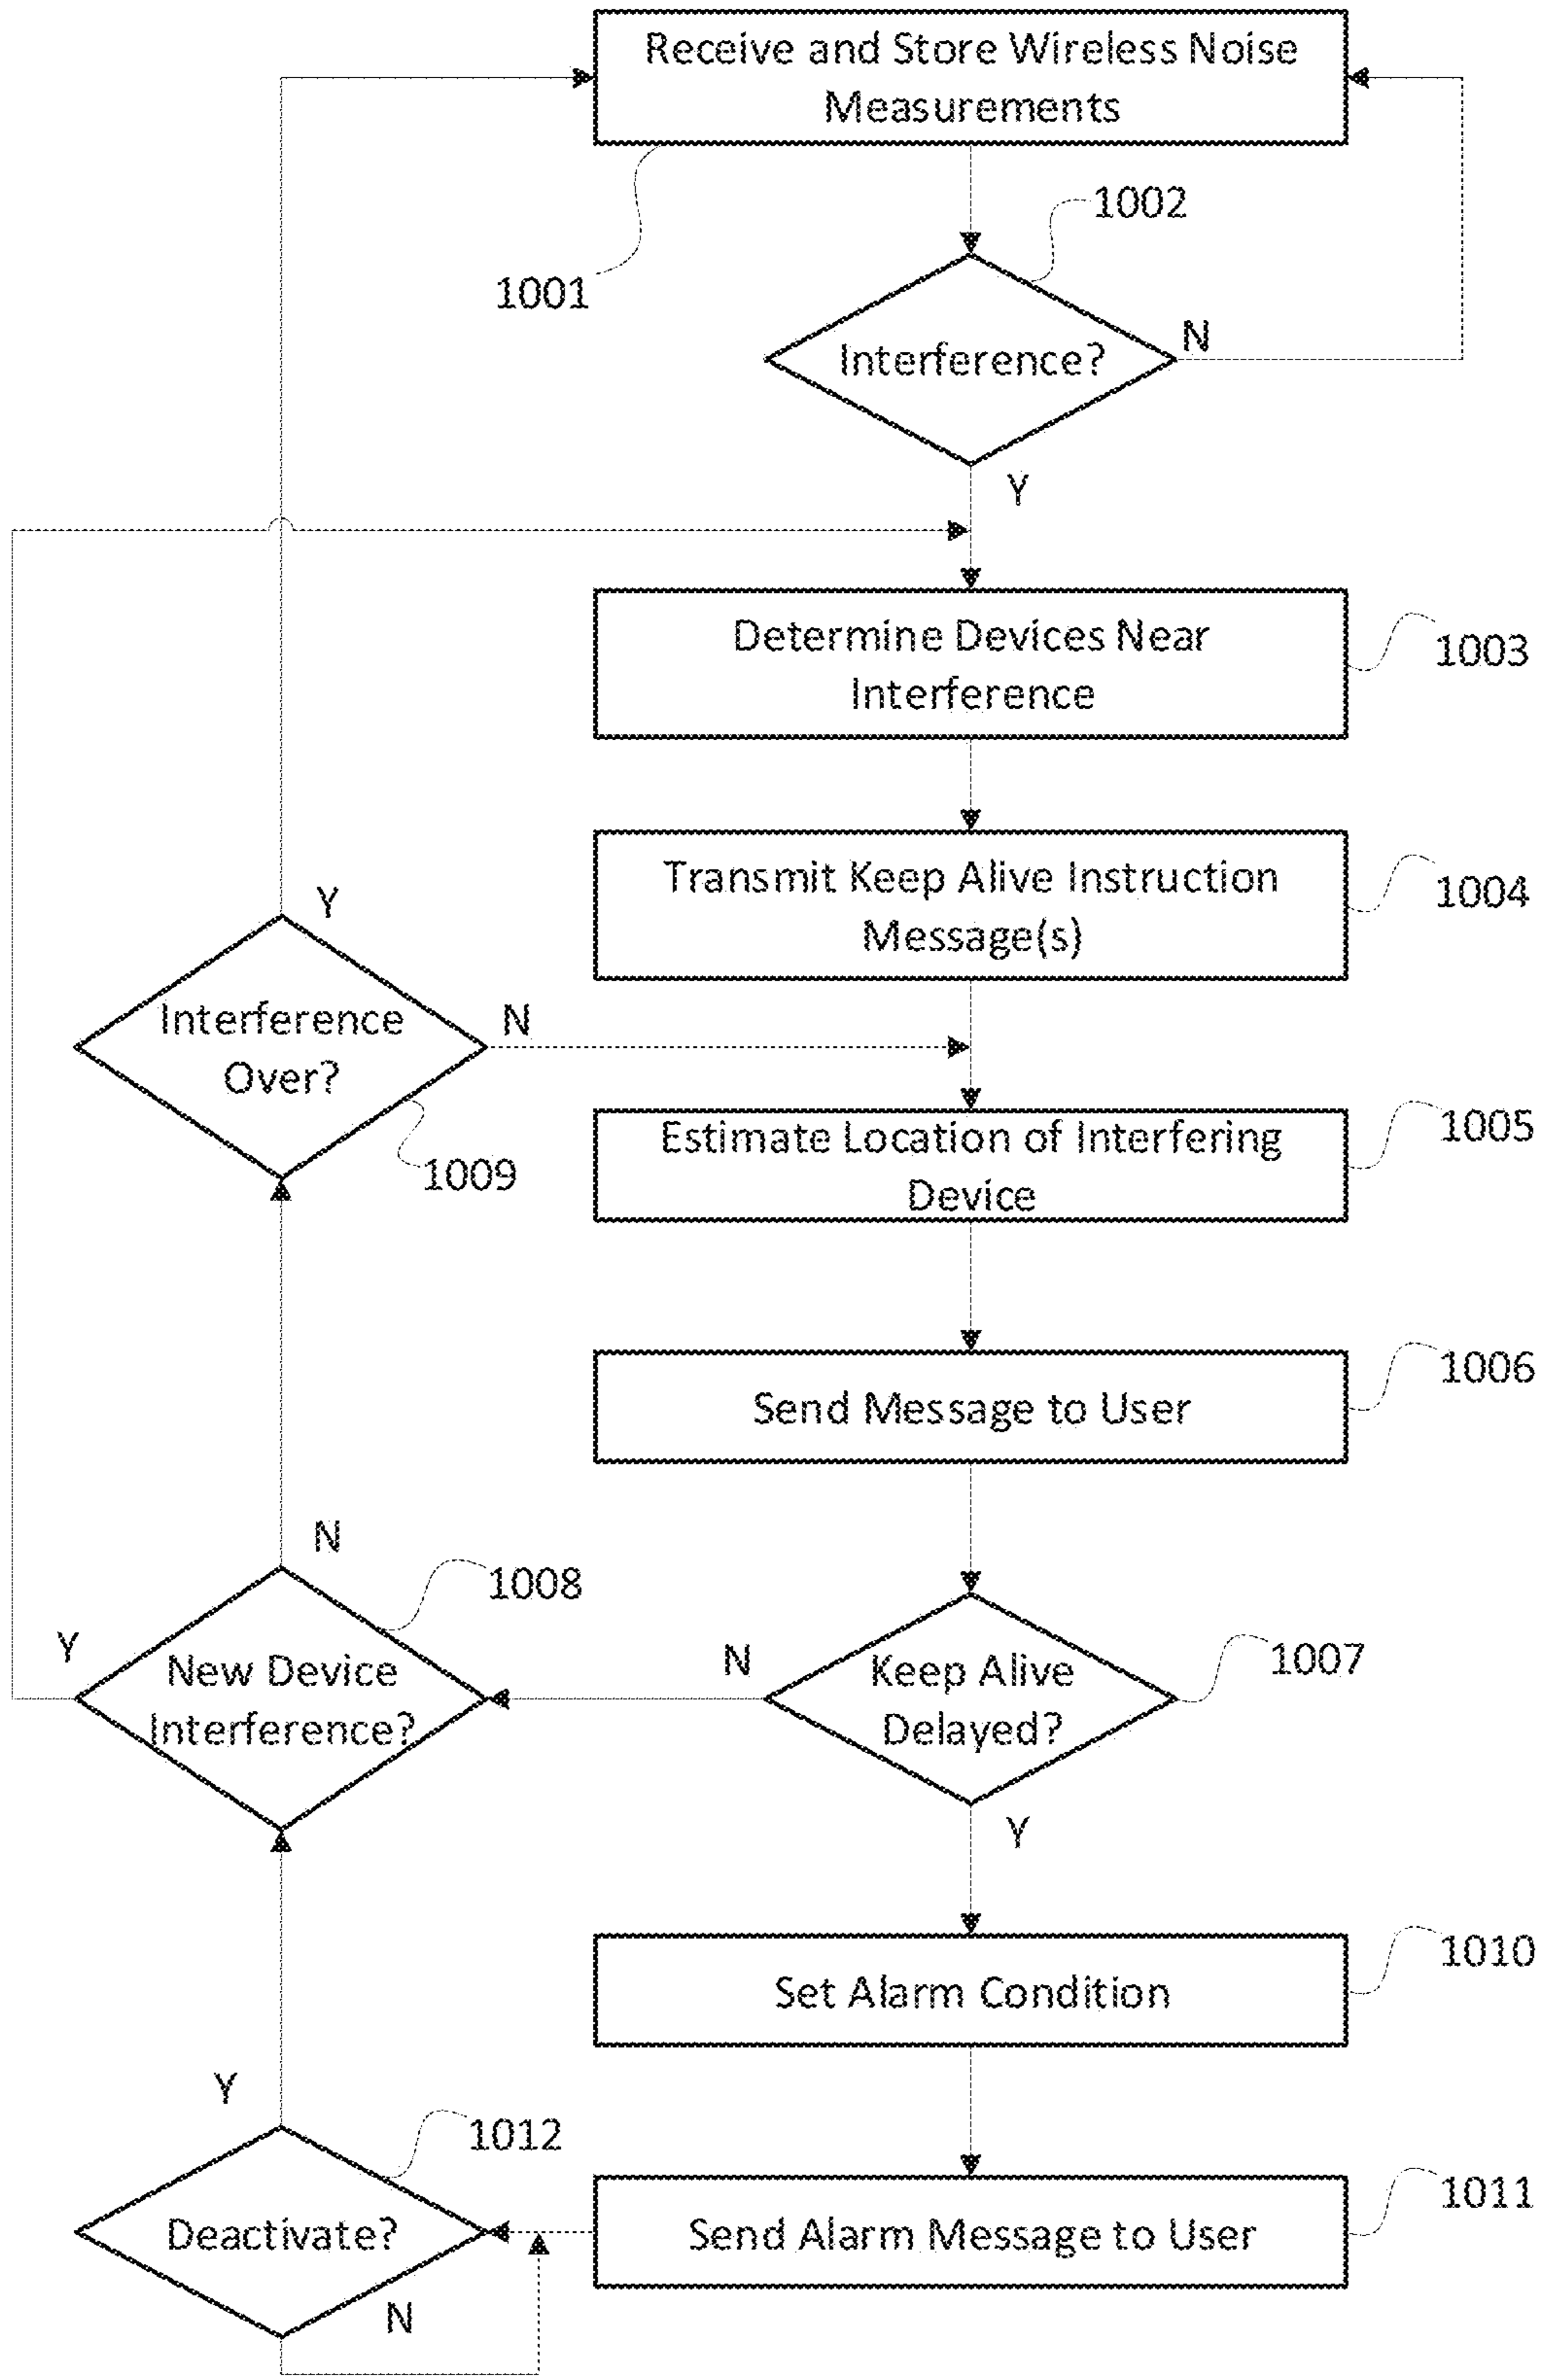 Receive and Store Wireless Noise
Measurements
1002
1001
Interference?
N
Y
Determine Devices Near
Interference
1003
Transmit Keep Alive Instruction
Message(s)
1004
Y
Interference
Over?
N
1009
Estimate Location of Interfering
Device
1005
Send Message to User
1006
N
1008
Y
New Device
Interference?
N
Keep Alive
Delayed?
1007
Y
Set Alarm Condition
1010
Y
1012
Deactivate?
N
Send Alarm Message to User
1011